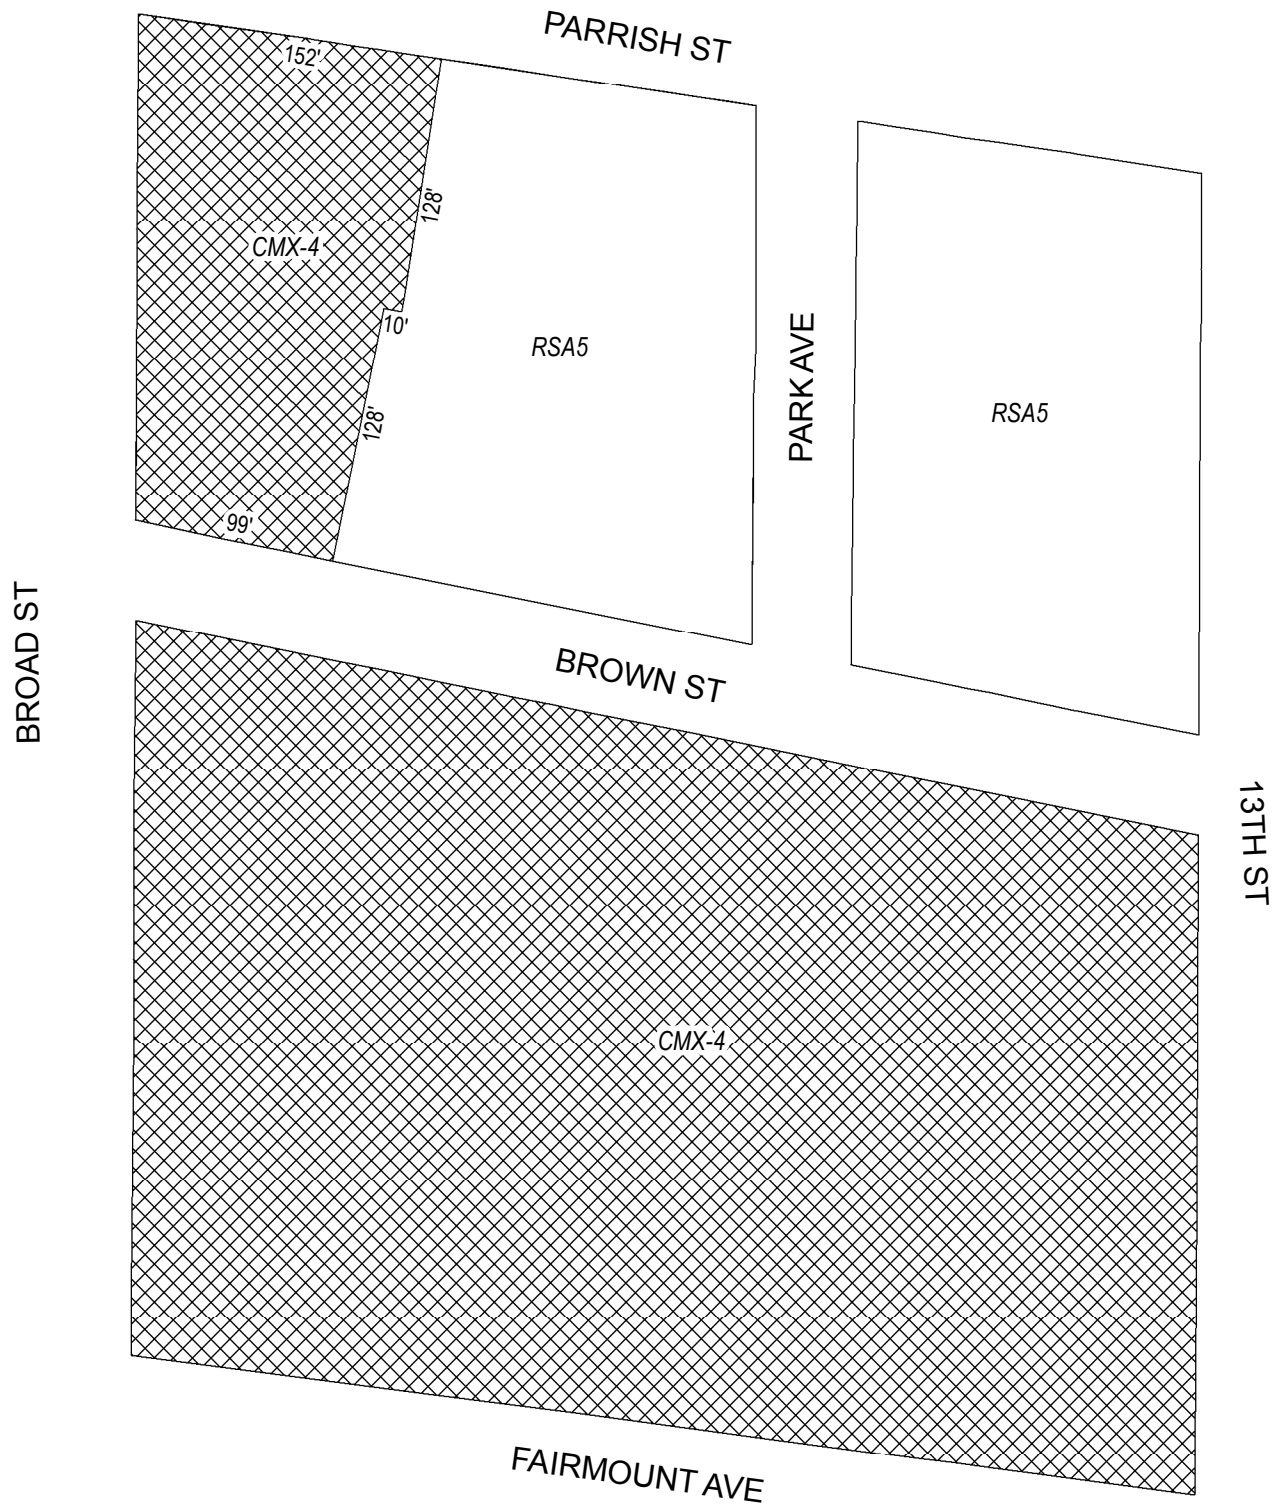 PARRISH ST
152'
128'
CMX-4
10'
RSA5
PARK AVE
RSA5
128'
99'
BROAD ST
BROWN ST
13TH ST
CMX-4
FAIRMOUNT AVE